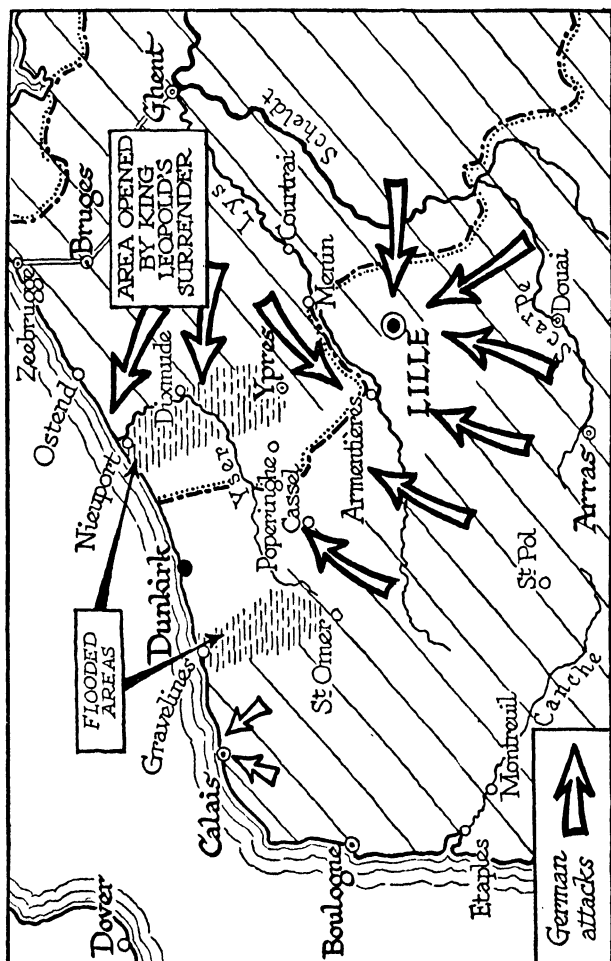 Dover
Zeebrugge
Ostend
Bruges
Ghent
AREA OPENED
BY KING
LEOPOLD'S
SURRENDER
Nieuport
Dixmude
FLOODED
AREAS
Dunkirk
Gravelines
Calais
Yser
Ypres
Poperinghe
Cassel
Lys
Courtrai
Menin
Scheldt
St Omer
Armentières
LILLE
Boulogne
Scarpe
Douai
St Pol
Arras
Montreuil
Canche
Etaples
German
attacks